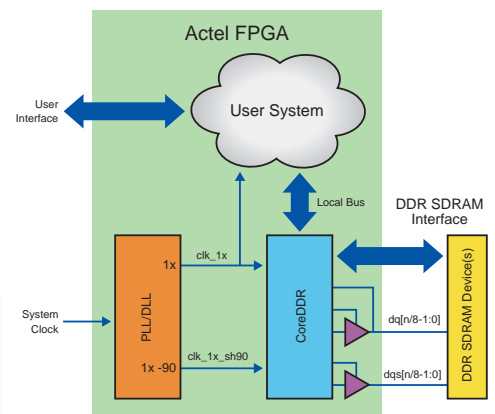 Actel FPGA
User
Interface
User System
Local Bus
DDR SDRAM
Interface
clk_1x
1x
PLL/DLL
CoreDDR
DDR SDRAM Device(s)
System
Clock
dq[n/8-1:0]
clk_1x_sh90
1x -90
dqs[n/8-1:0]